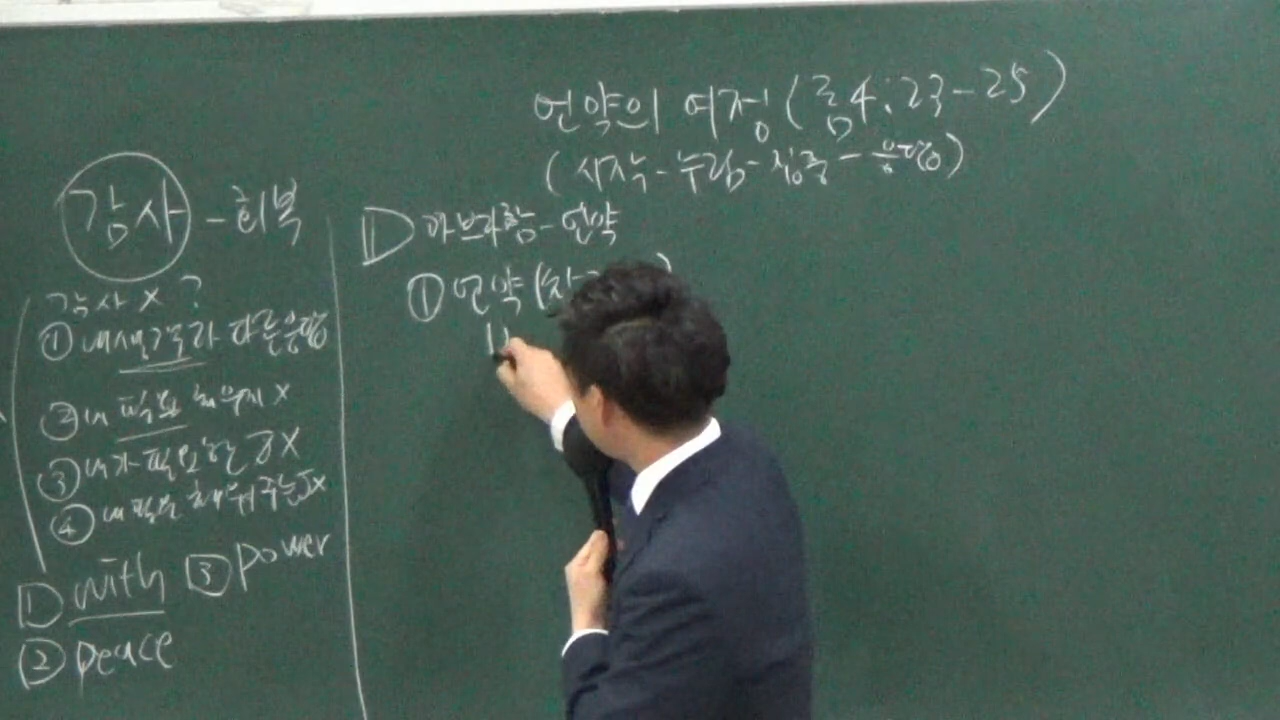 언약의 여정 (롬4:23-25)
(시작-누림-집중-응답)
감사-회복
감사 X ?
① 내 생각과 다른 응답
② 내 필요 채우지 X
③ 내가 필요한 J X
④ 내 필요 채워주는 J X
① with ③ power
② peace
1) 아브라함-언약
① 언약(